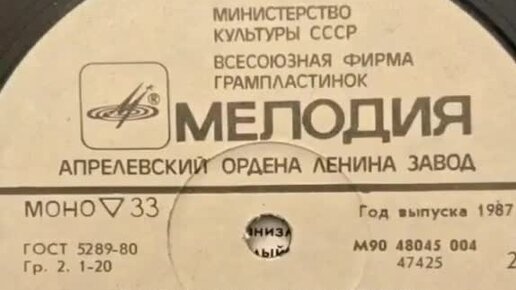 МИНИСТЕРСТВО
КУЛЬТУРЫ СССР
ВСЕСОЮЗНАЯ ФИРМА
ГРАМПЛАСТИНОК
®
МЕЛОДИЯ
АПРЕЛЕВСКИЙ ОРДЕНА ЛЕНИНА ЗАВОД
МОНО ▽ 33
Год выпуска 1987
ГОСТ 5289-80
М90 48045 004
Гр. 2. 1-20
47425
2